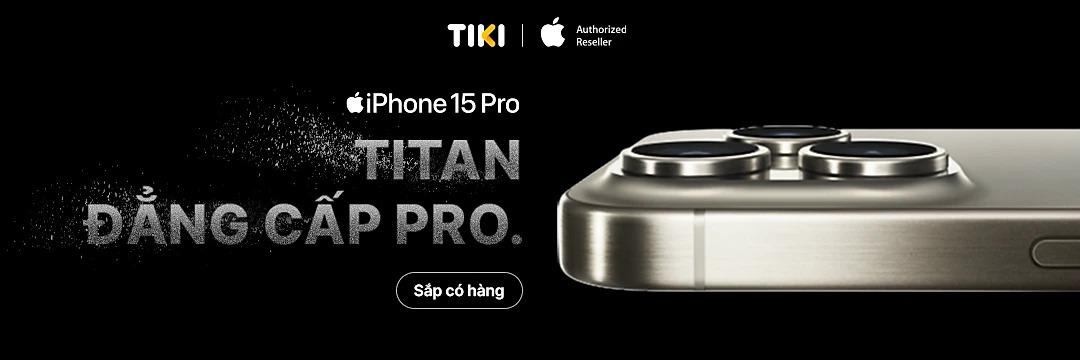 TIKI
Authorized
Reseller
iPhone 15 Pro
TITAN
ĐẲNG CẤP PRO.
Sắp có hàng